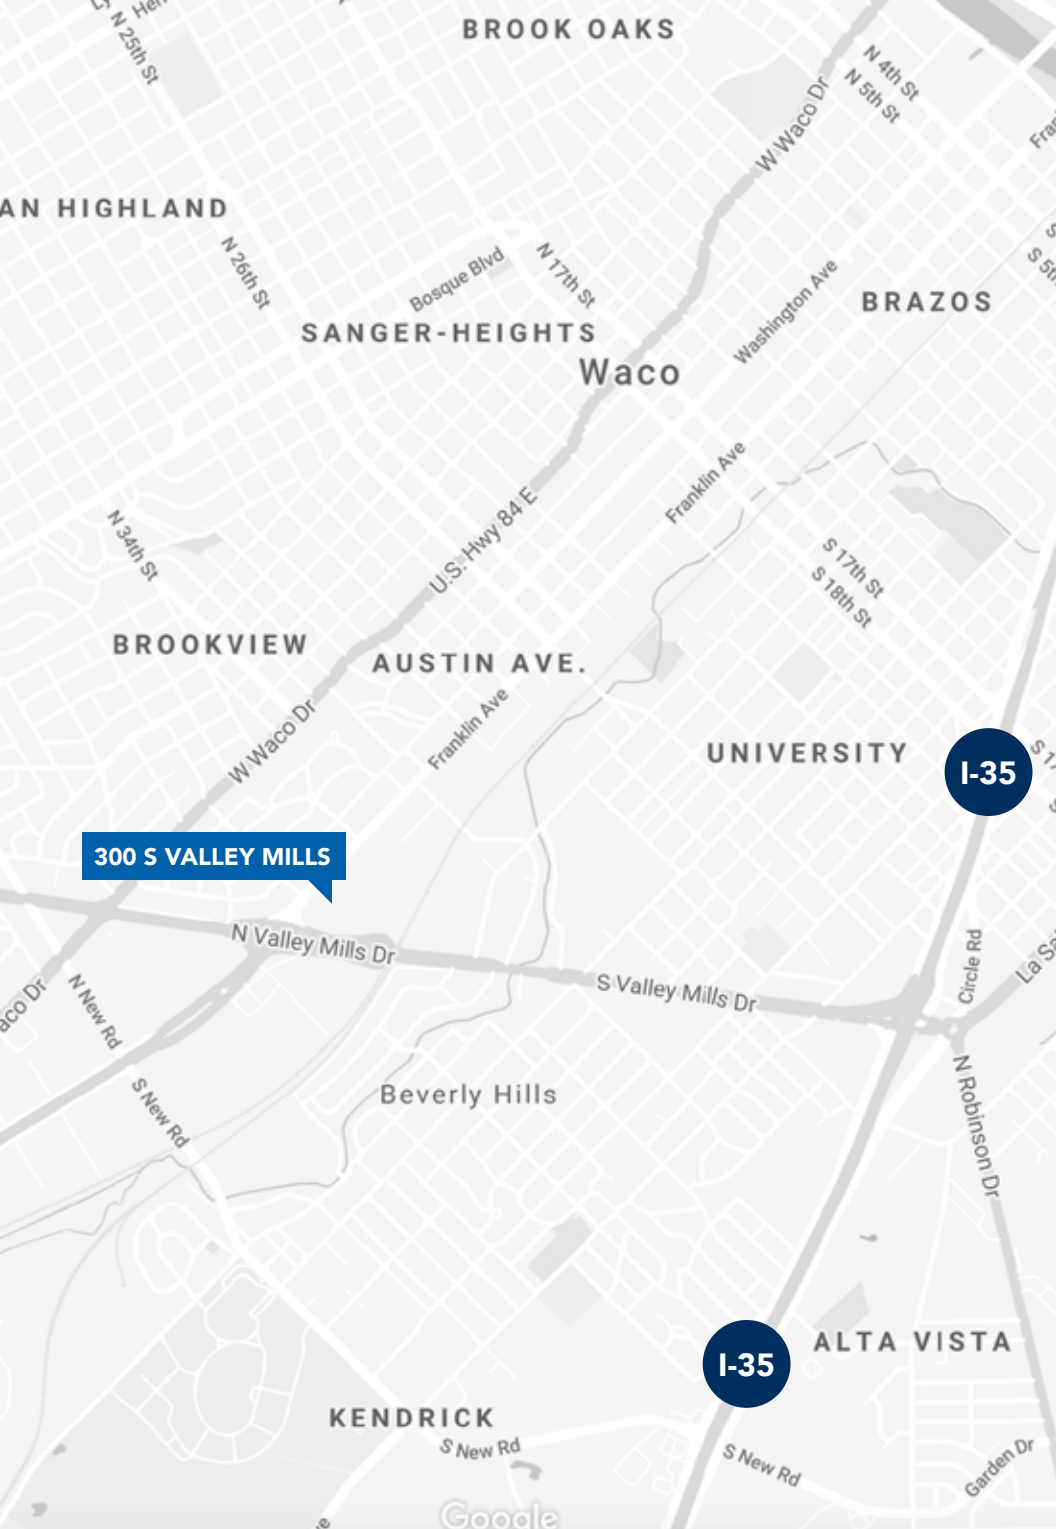 BROOK OAKS
N 25th St
N 4th St
N 5th St
W Waco Dr
AN HIGHLAND
N 26th St
Bosque Blvd
N 17th St
Washington Ave
S 5th
BRAZOS
SANGER-HEIGHTS
Waco
Franklin Ave
U.S. Hwy 84 E
N 34th St
S 17th St
S 18th St
BROOKVIEW
AUSTIN AVE.
Franklin Ave
W Waco Dr
UNIVERSITY
I-35
300 S VALLEY MILLS
N Valley Mills Dr
S Valley Mills Dr
Circle Rd
aco Dr
N New Rd
S New Rd
Beverly Hills
N Robinson Dr
I-35
ALTA VISTA
KENDRICK
S New Rd
S New Rd
Garden Dr
Google